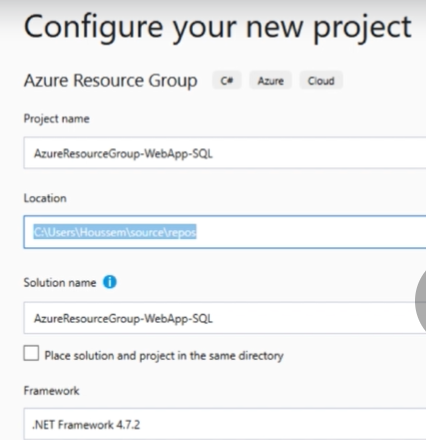 Configure your new project
Azure Resource Group C# Azure Cloud
Project name
AzureResourceGroup-WebApp-SQL
Location
C:\Users\Houssem\source\repos
Solution name
AzureResourceGroup-WebApp-SQL
Place solution and project in the same directory
Framework
.NET Framework 4.7.2